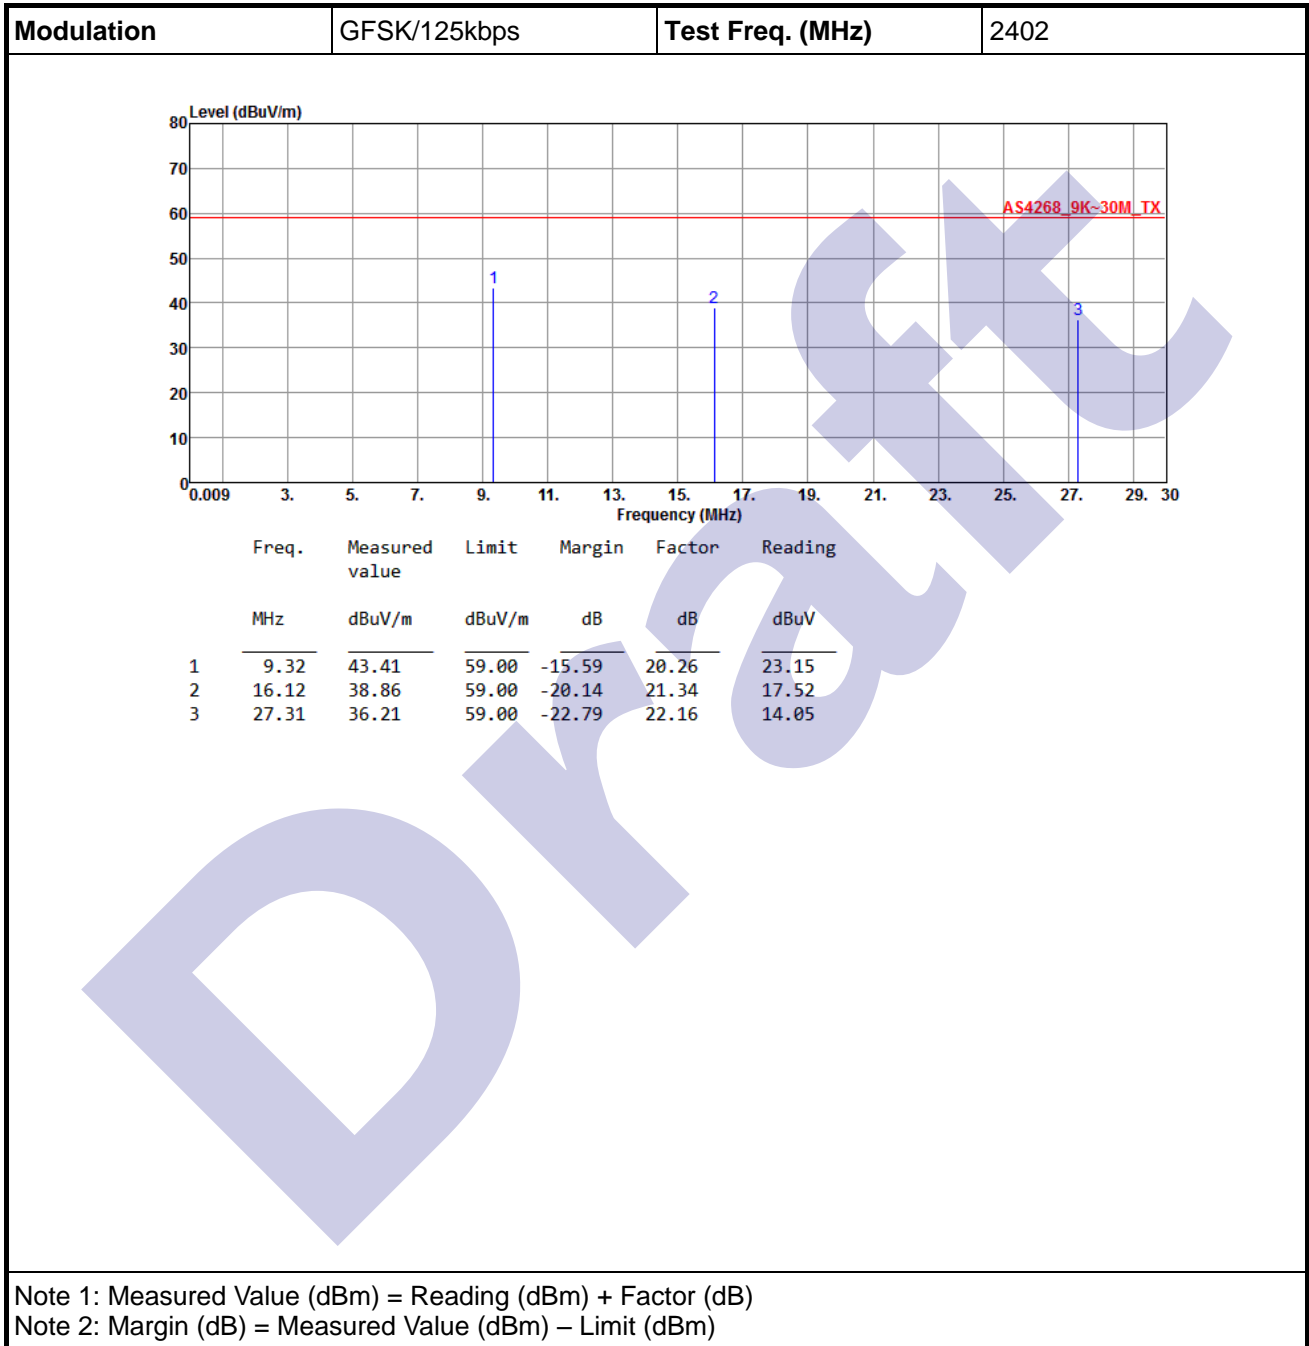 Modulation GFSK/125kbps Test Freq. (MHz) 2402
Level (dBuV/m)
80
70
60
50
40
30
20
10
0
AS4268_9K~30M_TX
1
2
3
0.009 3. 5. 7. 9. 11. 13. 15. 17. 19. 21. 23. 25. 27. 29. 30
Frequency (MHz)
Freq. Measured Limit Margin Factor Reading
value
MHz dBuV/m dBuV/m dB dB dBuV
1 9.32 43.41 59.00 -15.59 20.26 23.15
2 16.12 38.86 59.00 -20.14 21.34 17.52
3 27.31 36.21 59.00 -22.79 22.16 14.05
Draft
Note 1: Measured Value (dBm) = Reading (dBm) + Factor (dB)
Note 2: Margin (dB) = Measured Value (dBm) – Limit (dBm)